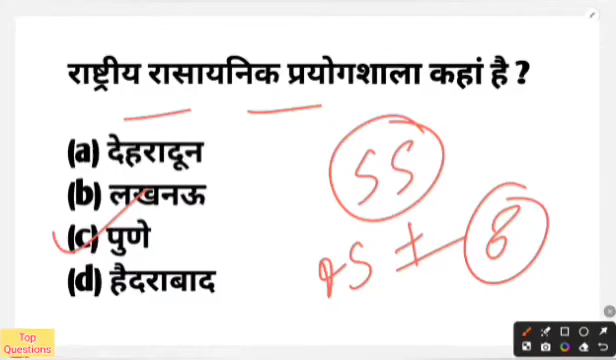 राष्ट्रीय रासायनिक प्रयोगशाला कहां है ?
(a) देहरादून
(b) लखनऊ
(c) पुणे
(d) हैदराबाद
55
± 8
Top
Questions